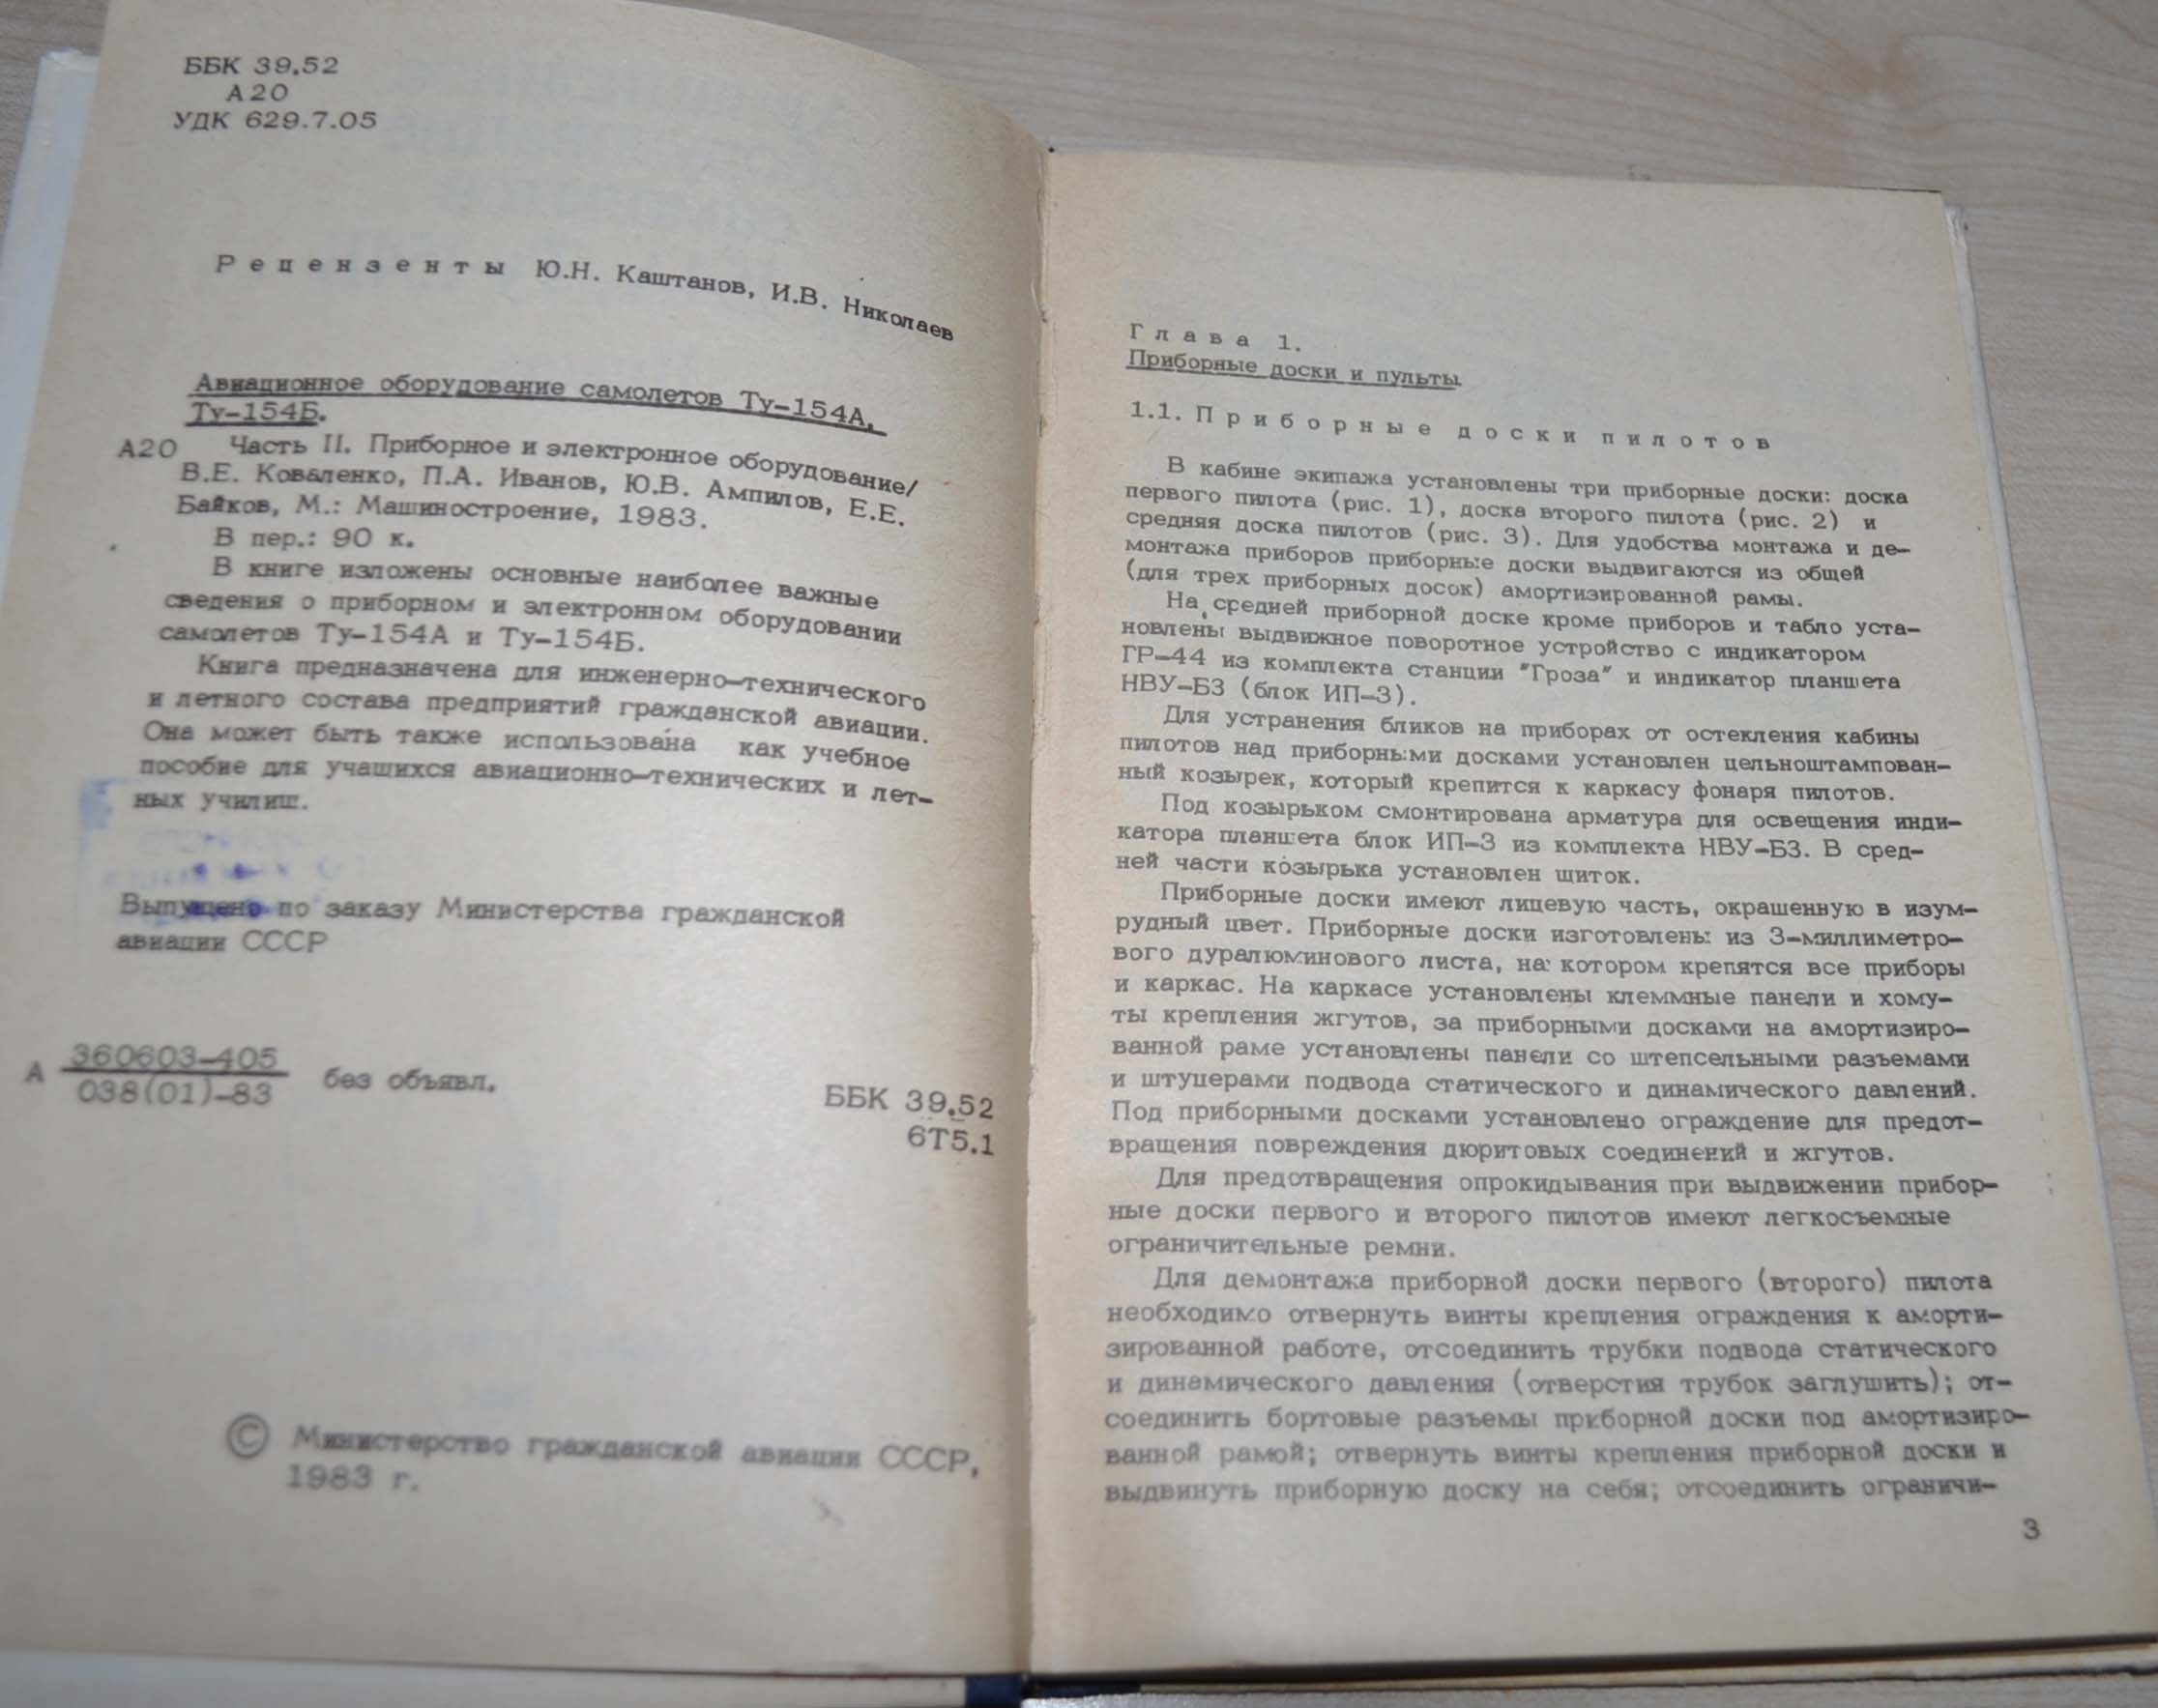 ББК 39.52
А20
УДК 629.7.05
Рецензенты Ю.Н. Каштанов, И.В. Николаев
Авиационное оборудование самолетов Ту-154А,
Ту-154Б.
А20 Часть II. Приборное и электронное оборудование/
В.Е. Коваленко, П.А. Иванов, Ю.В. Ампилов, Е.Е.
Байков, М.: Машиностроение, 1983.
В пер.: 90 к.
В книге изложены основные наиболее важные
сведения о приборном и электронном оборудовании
самолетов Ту-154А и Ту-154Б.
Книга предназначена для инженерно-технического
и летного состава предприятий гражданской авиации.
Она может быть также использована как учебное
пособие для учащихся авиационно-технических и лет-
ных училищ.
Выпущено по заказу Министерства гражданской
авиации СССР
А 360603-405
038(01)-83 без объявл.
ББК 39.52
6Т5.1
© Министерство гражданской авиации СССР,
1983 г.
Глава 1.
Приборные доски и пульты
1.1. Приборные доски пилотов
В кабине экипажа установлены три приборные доски: доска
первого пилота (рис. 1), доска второго пилота (рис. 2) и
средняя доска пилотов (рис. 3). Для удобства монтажа и де-
монтажа приборов приборные доски выдвигаются из общей
(для трех приборных досок) амортизированной рамы.
На средней приборной доске кроме приборов и табло уста-
новлены выдвижное поворотное устройство с индикатором
ГР-44 из комплекта станции "Гроза" и индикатор планшета
НВУ-Б3 (блок ИП-3).
Для устранения бликов на приборах от остекления кабины
пилотов над приборными досками установлен цельноштампован-
ный козырек, который крепится к каркасу фонаря пилотов.
Под козырьком смонтирована арматура для освещения инди-
катора планшета блок ИП-3 из комплекта НВУ-Б3. В сред-
ней части козырька установлен щиток.
Приборные доски имеют лицевую часть, окрашенную в изум-
рудный цвет. Приборные доски изготовлены из 3-миллиметро-
вого дуралюминового листа, на котором крепятся все приборы
и каркас. На каркасе установлены клеммные панели и хому-
ты крепления жгутов, за приборными досками на амортизиро-
ванной раме установлены панели со штепсельными разъемами
и штуцерами подвода статического и динамического давлений.
Под приборными досками установлено ограждение для предот-
вращения повреждения дюритовых соединений и жгутов.
Для предотвращения опрокидывания при выдвижении прибор-
ные доски первого и второго пилотов имеют легкосъемные
ограничительные ремни.
Для демонтажа приборной доски первого (второго) пилота
необходимо отвернуть винты крепления ограждения к аморти-
зированной работе, отсоединить трубки подвода статического
и динамического давления (отверстия трубок заглушить); от-
соединить бортовые разъемы приборной доски под амортизиро-
ванной рамой; отвернуть винты крепления приборной доски и
выдвинуть приборную доску на себя; отсоединить ограничи-
3